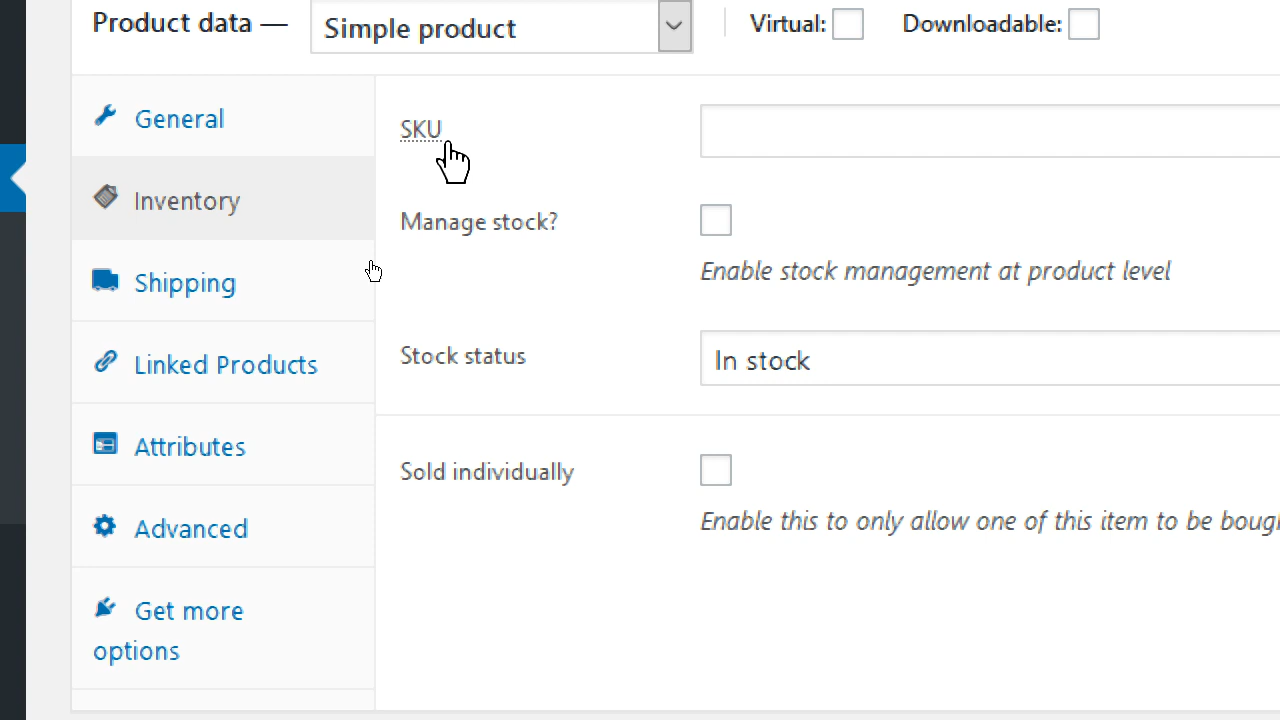 Product data — Simple product Virtual: Downloadable:
General
Inventory
Shipping
Linked Products
Attributes
Advanced
Get more
options
SKU
Manage stock?
Enable stock management at product level
Stock status In stock
Sold individually
Enable this to only allow one of this item to be